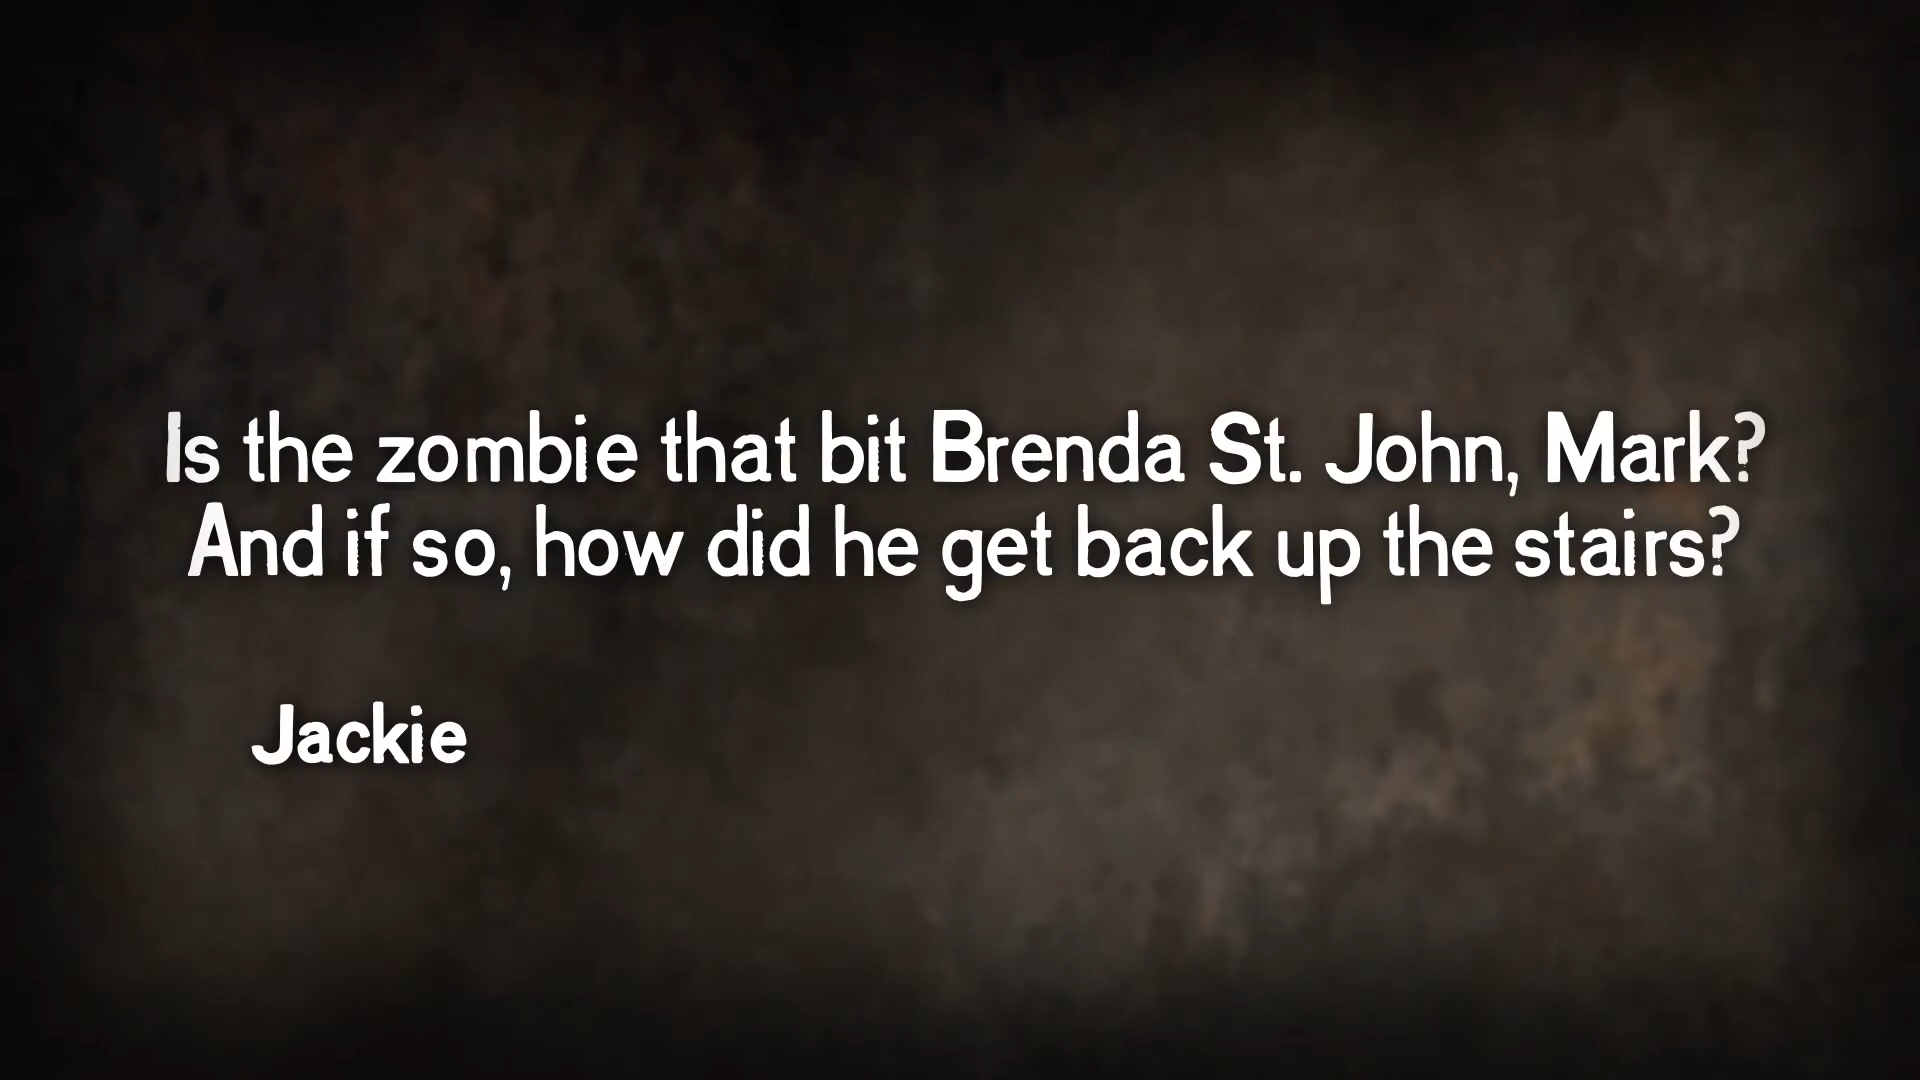 Is the zombie that bit Brenda St. John, Mark?
And if so, how did he get back up the stairs?
Jackie